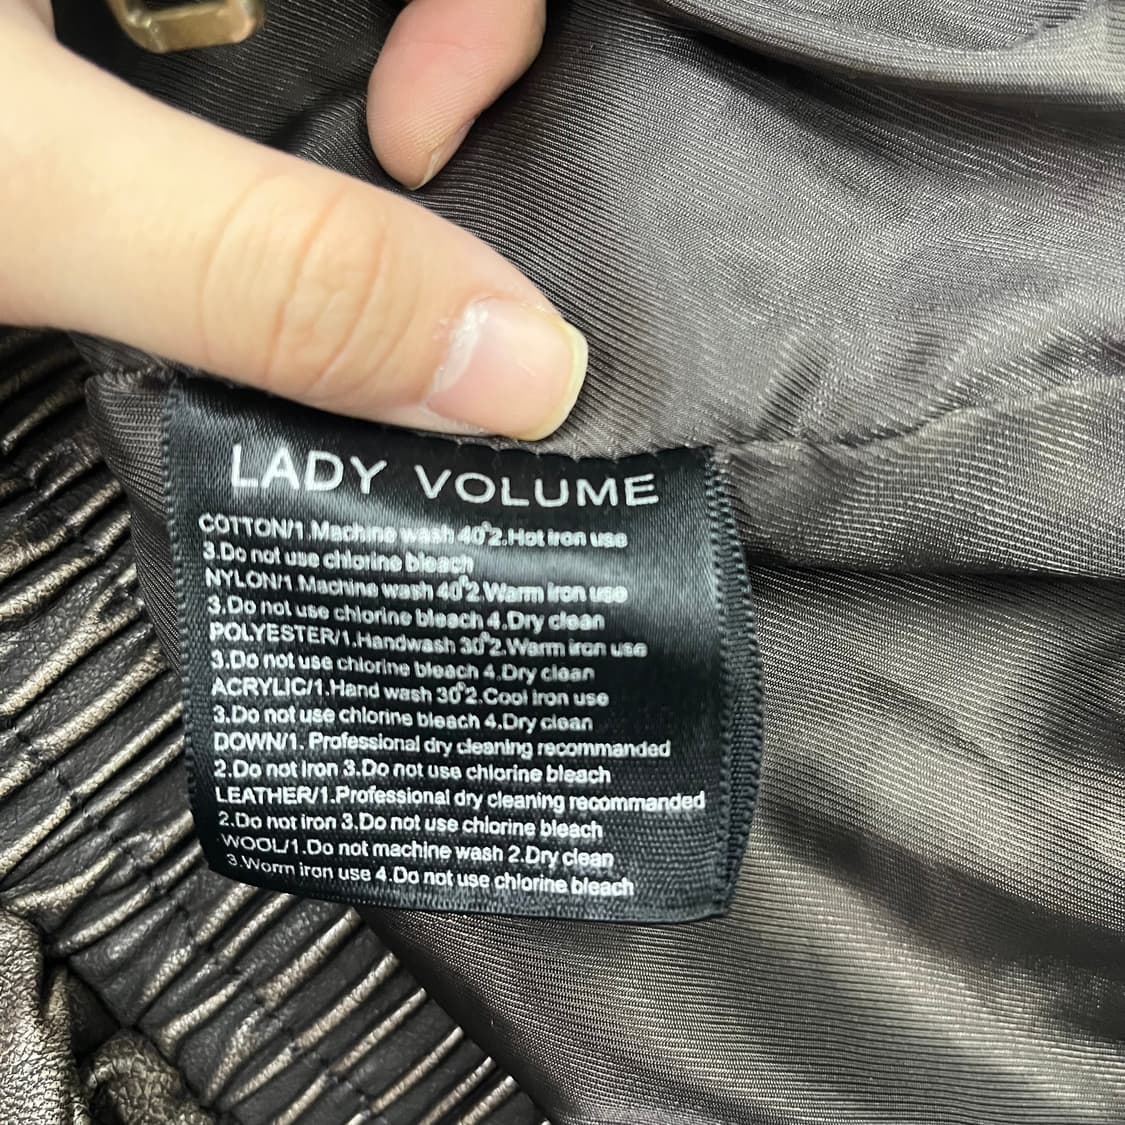 LADY VOLUME
COTTON/1.Machine wash 40°2.Hot iron use
3.Do not use chlorine bleach
NYLON/1.Machine wash 40°2.Warm iron use
3.Do not use chlorine bleach 4.Dry clean
POLYESTER/1.Handwash 30°2.Warm iron use
3.Do not use chlorine bleach 4.Dry clean
ACRYLIC/1.Hand wash 30°2.Cool iron use
3.Do not use chlorine bleach 4.Dry clean
DOWN/1. Professional dry cleaning recommanded
2.Do not iron 3.Do not use chlorine bleach
LEATHER/1.Professional dry cleaning recommanded
2.Do not iron 3.Do not use chlorine bleach
WOOL/1.Do not machine wash 2.Dry clean
3.Worm iron use 4.Do not use chlorine bleach